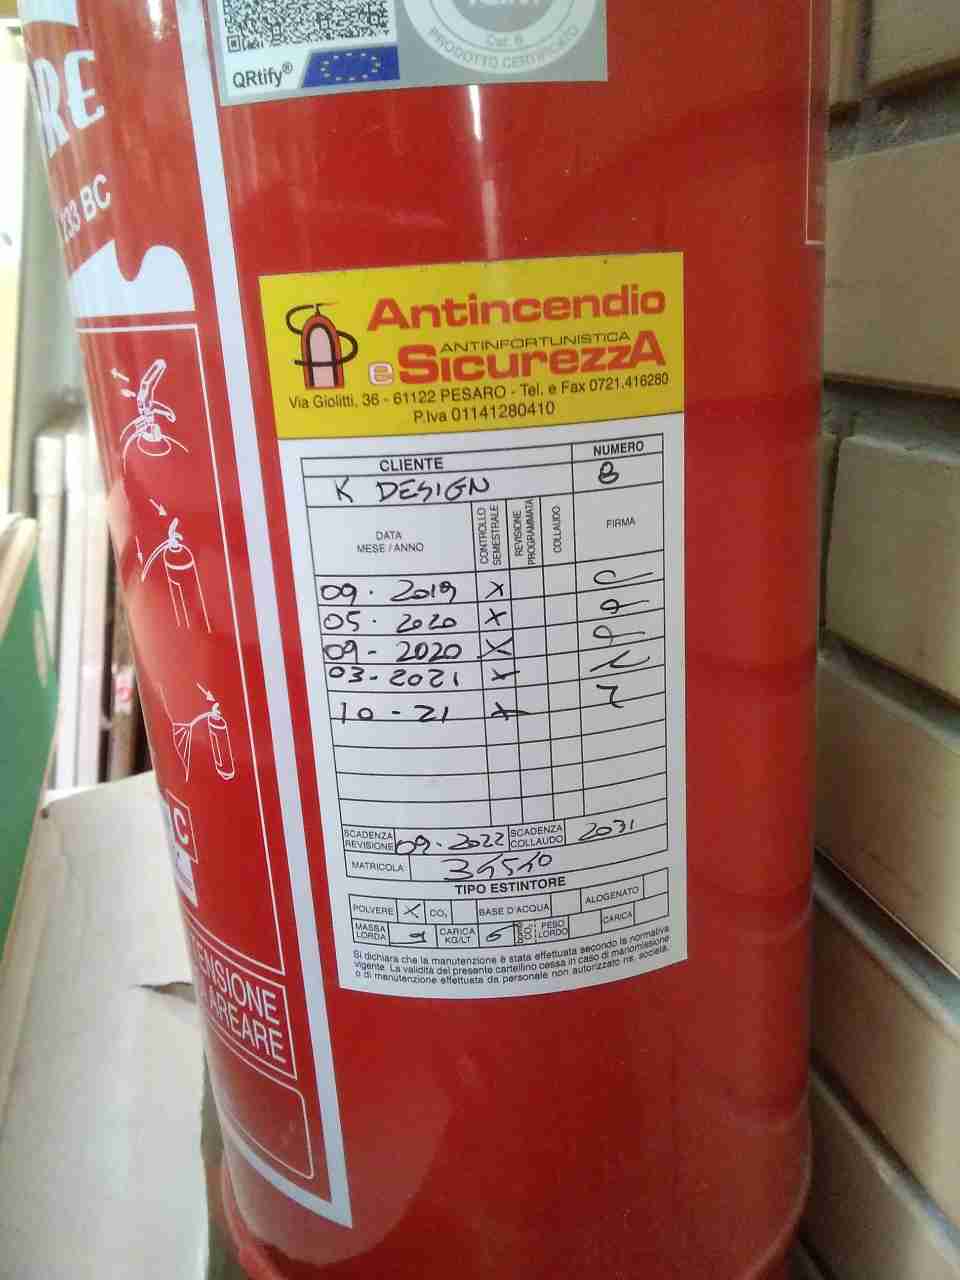 QRtify®
Cat. 6
PRODOTTO CERTIFICATO
RE
233 BC
Antincendio
ANTINFORTUNISTICA
e SicurezzA
Via Giolitti, 36 - 61122 PESARO - Tel. e Fax 0721.416280
P.Iva 01141280410
CLIENTE NUMERO
K DESIGN 8
DATA
MESE / ANNO
CONTROLLO
SEMESTRALE
REVISIONE
PROGRAMMATA
COLLAUDO
FIRMA
09 - 2019 X
05 - 2020 X
09 - 2020 X
03 - 2021 X
10 - 21 X
SCADENZA
REVISIONE 09 - 2022
SCADENZA
COLLAUDO 2031
MATRICOLA
TIPO ESTINTORE
POLVERE X CO2 BASE D'ACQUA ALOGENATO
MASSA
LORDA 9
CARICA
KG/LT 6
PESO
LORDO
CARICA
Si dichiara che la manutenzione è stata effettuata secondo la normativa
vigente. La validità del presente cartellino cessa in caso di manomissione
o di manutenzione effettuata da personale non autorizzato ns. società.
C
TENSIONE
AREARE